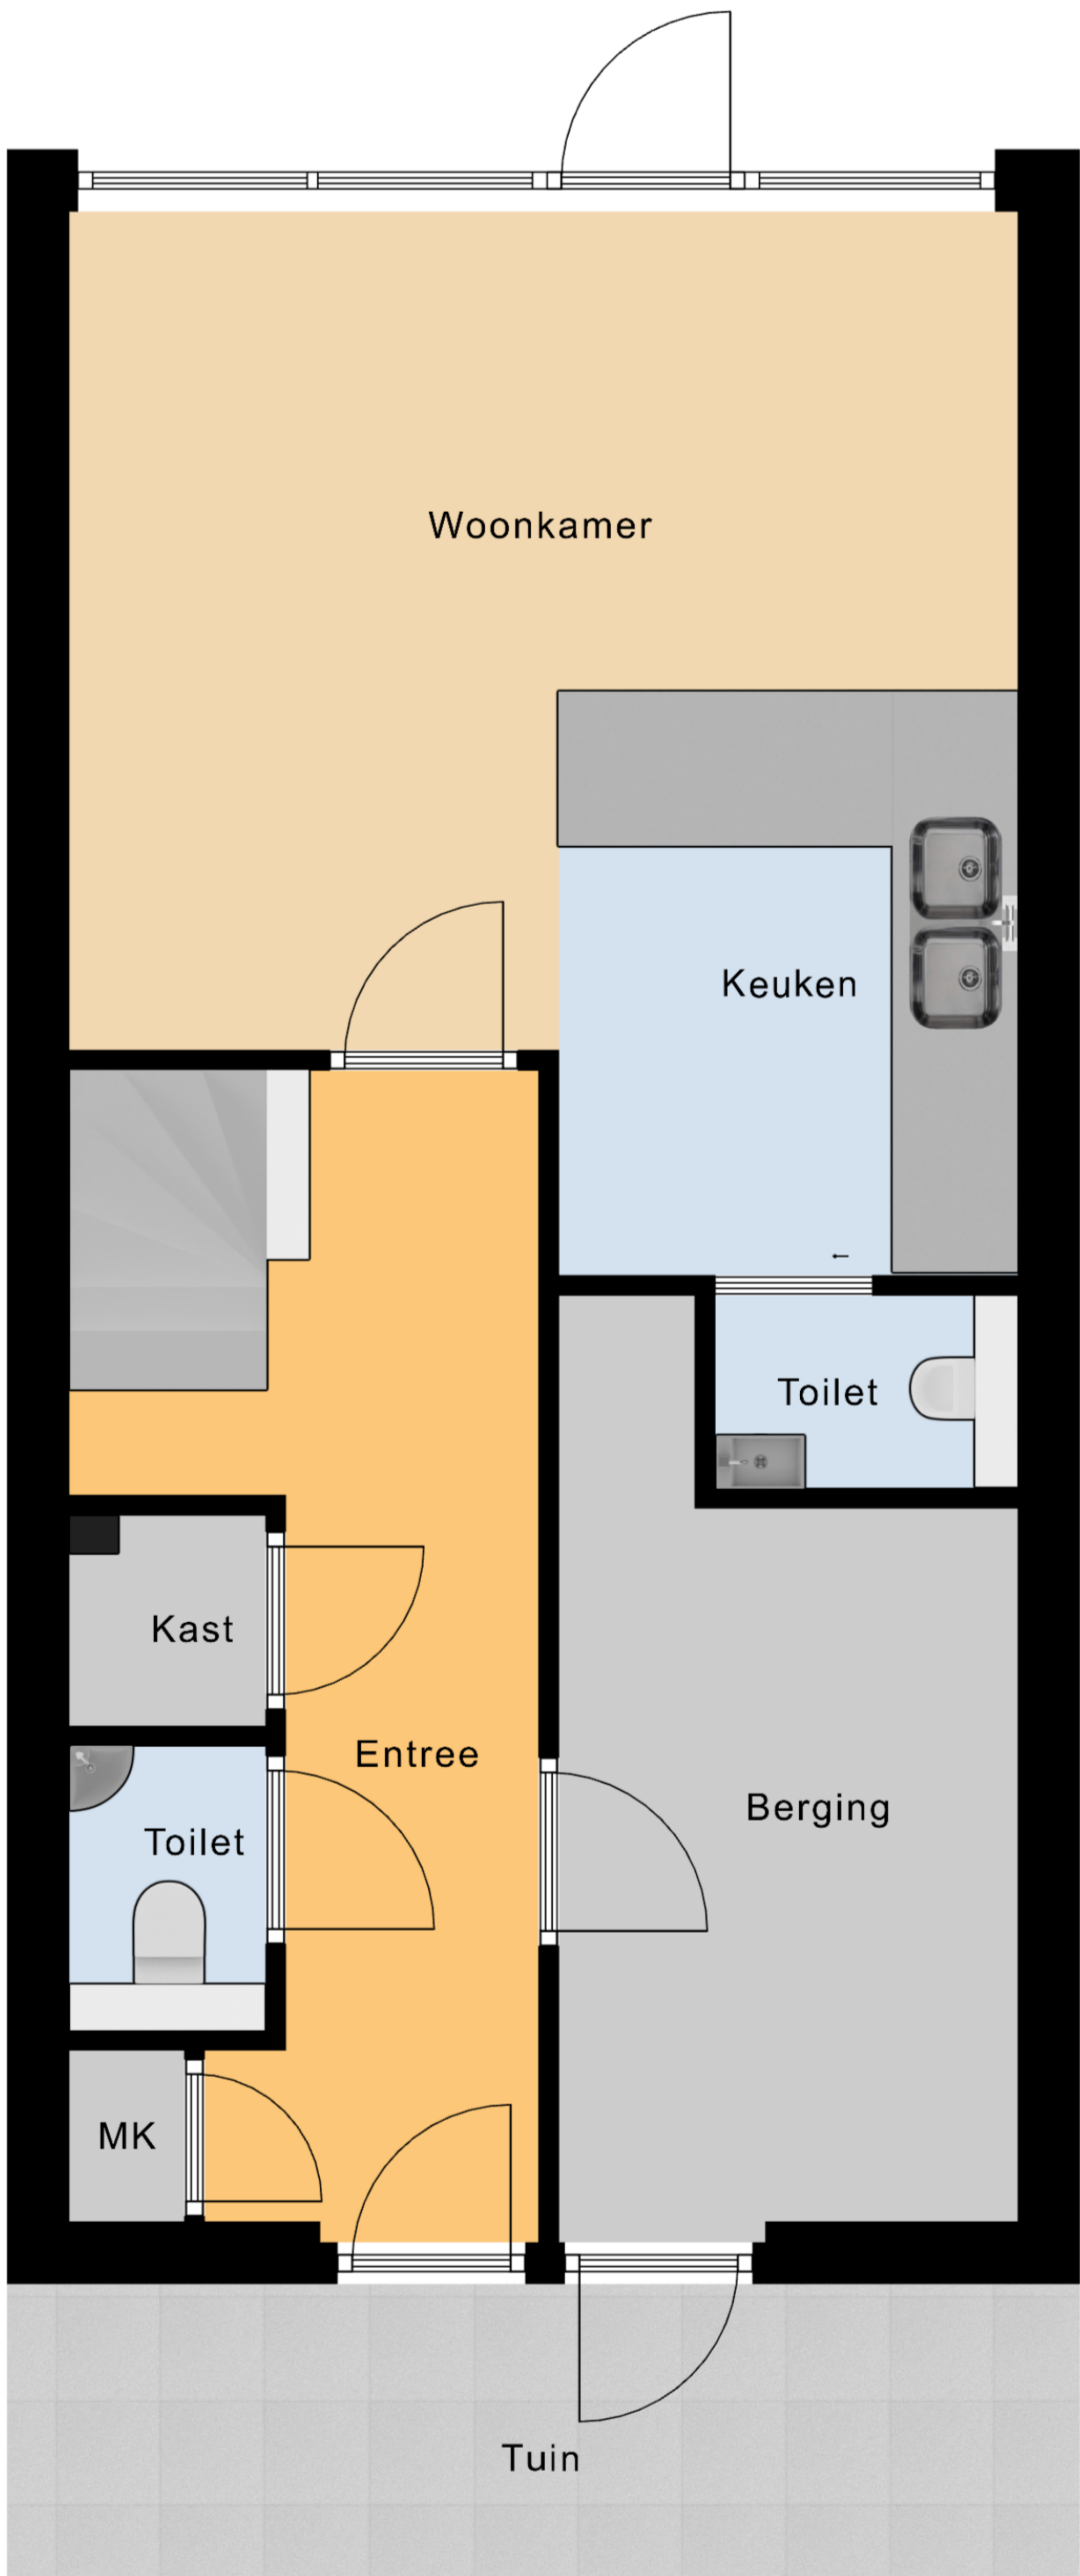 Woonkamer
Keuken
Toilet
Kast
Entree
Berging
Toilet
MK
Tuin